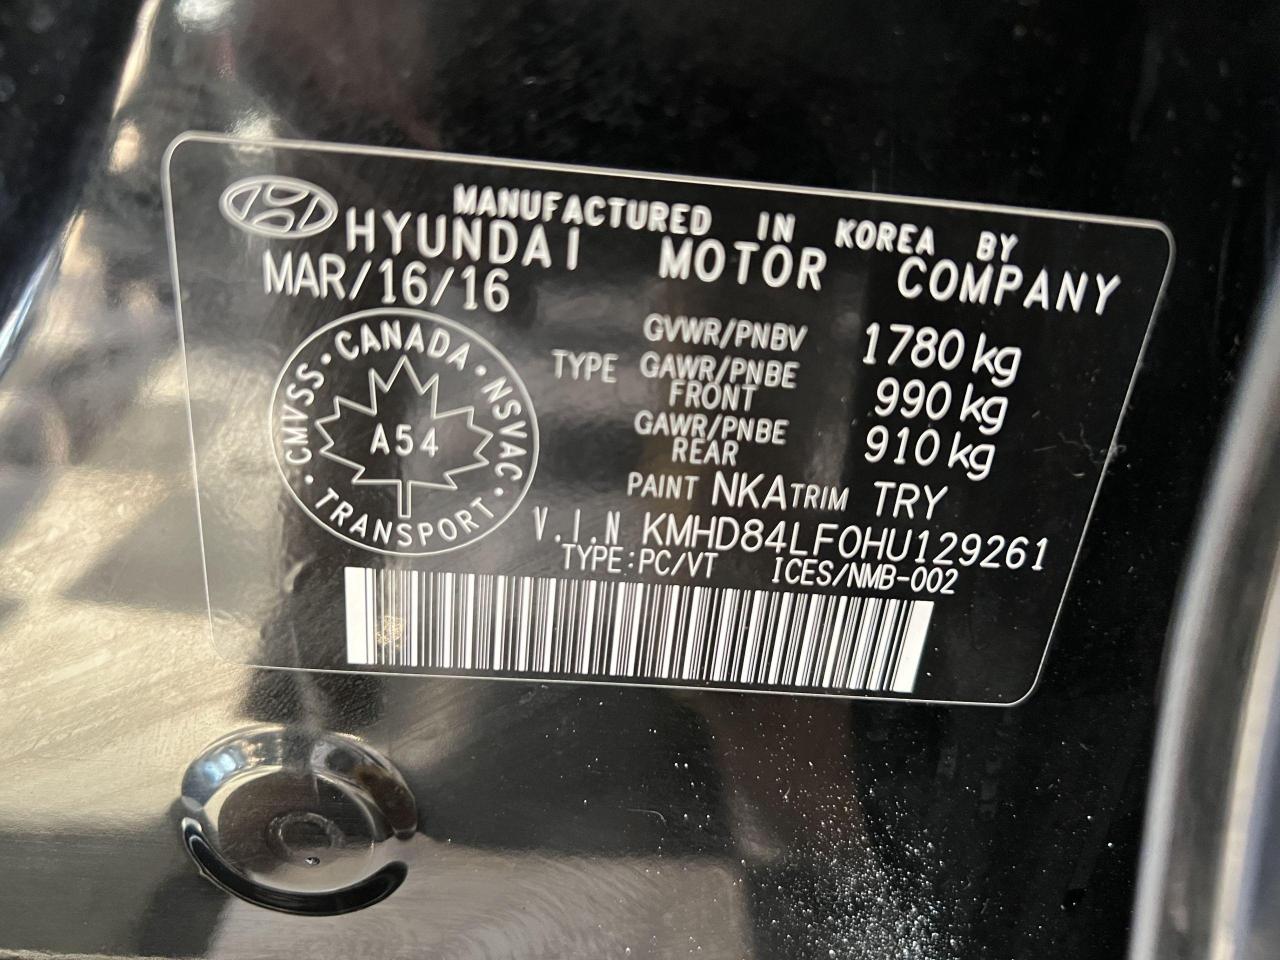 MANUFACTURED IN KOREA BY
HYUNDAI MOTOR COMPANY
MAR/16/16
CANADA · NSVAC · TRANSPORT · CMVSS ·
A54
GVWR/PNBV 1780 kg
TYPE GAWR/PNBE FRONT 990 kg
GAWR/PNBE REAR 910 kg
PAINT NKA TRIM TRY
V.I.N KMHD84LF0HU129261
TYPE:PC/VT ICES/NMB-002